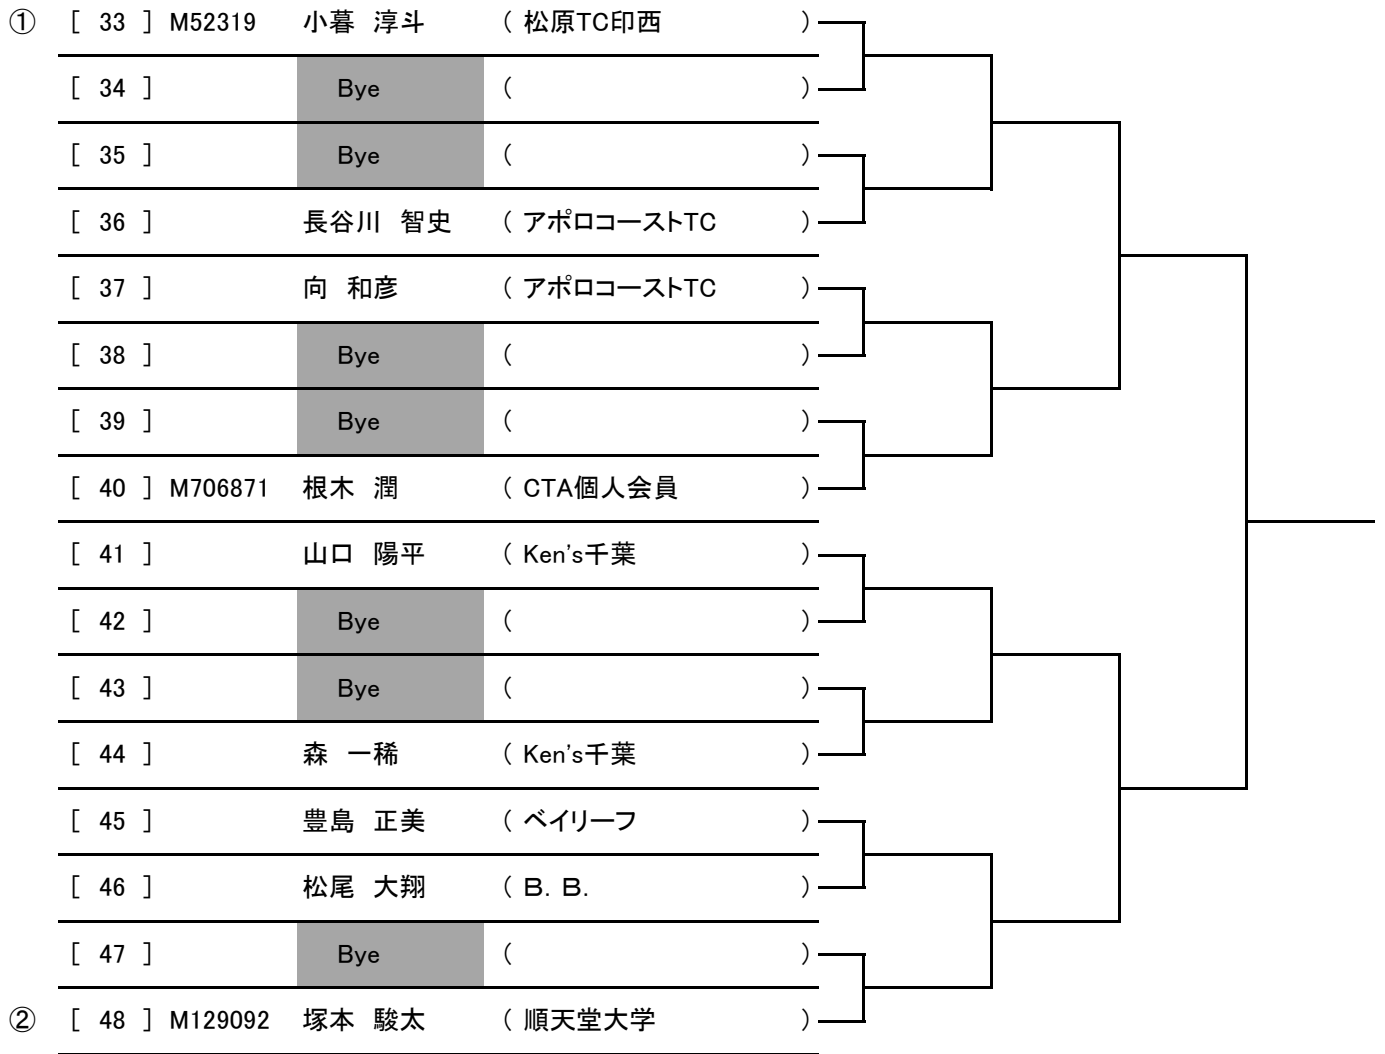 ① [ 33 ] M52319 小暮 淳斗 ( 松原TC印西 )
[ 34 ] Bye ( )
[ 35 ] Bye ( )
[ 36 ] 長谷川 智史 ( アポロコーストTC )
[ 37 ] 向 和彦 ( アポロコーストTC )
[ 38 ] Bye ( )
[ 39 ] Bye ( )
[ 40 ] M706871 根木 潤 ( CTA個人会員 )
[ 41 ] 山口 陽平 ( Ken's千葉 )
[ 42 ] Bye ( )
[ 43 ] Bye ( )
[ 44 ] 森 一稀 ( Ken's千葉 )
[ 45 ] 豊島 正美 ( ベイリーフ )
[ 46 ] 松尾 大翔 ( Ｂ．Ｂ． )
[ 47 ] Bye ( )
② [ 48 ] M129092 塚本 駿太 ( 順天堂大学 )